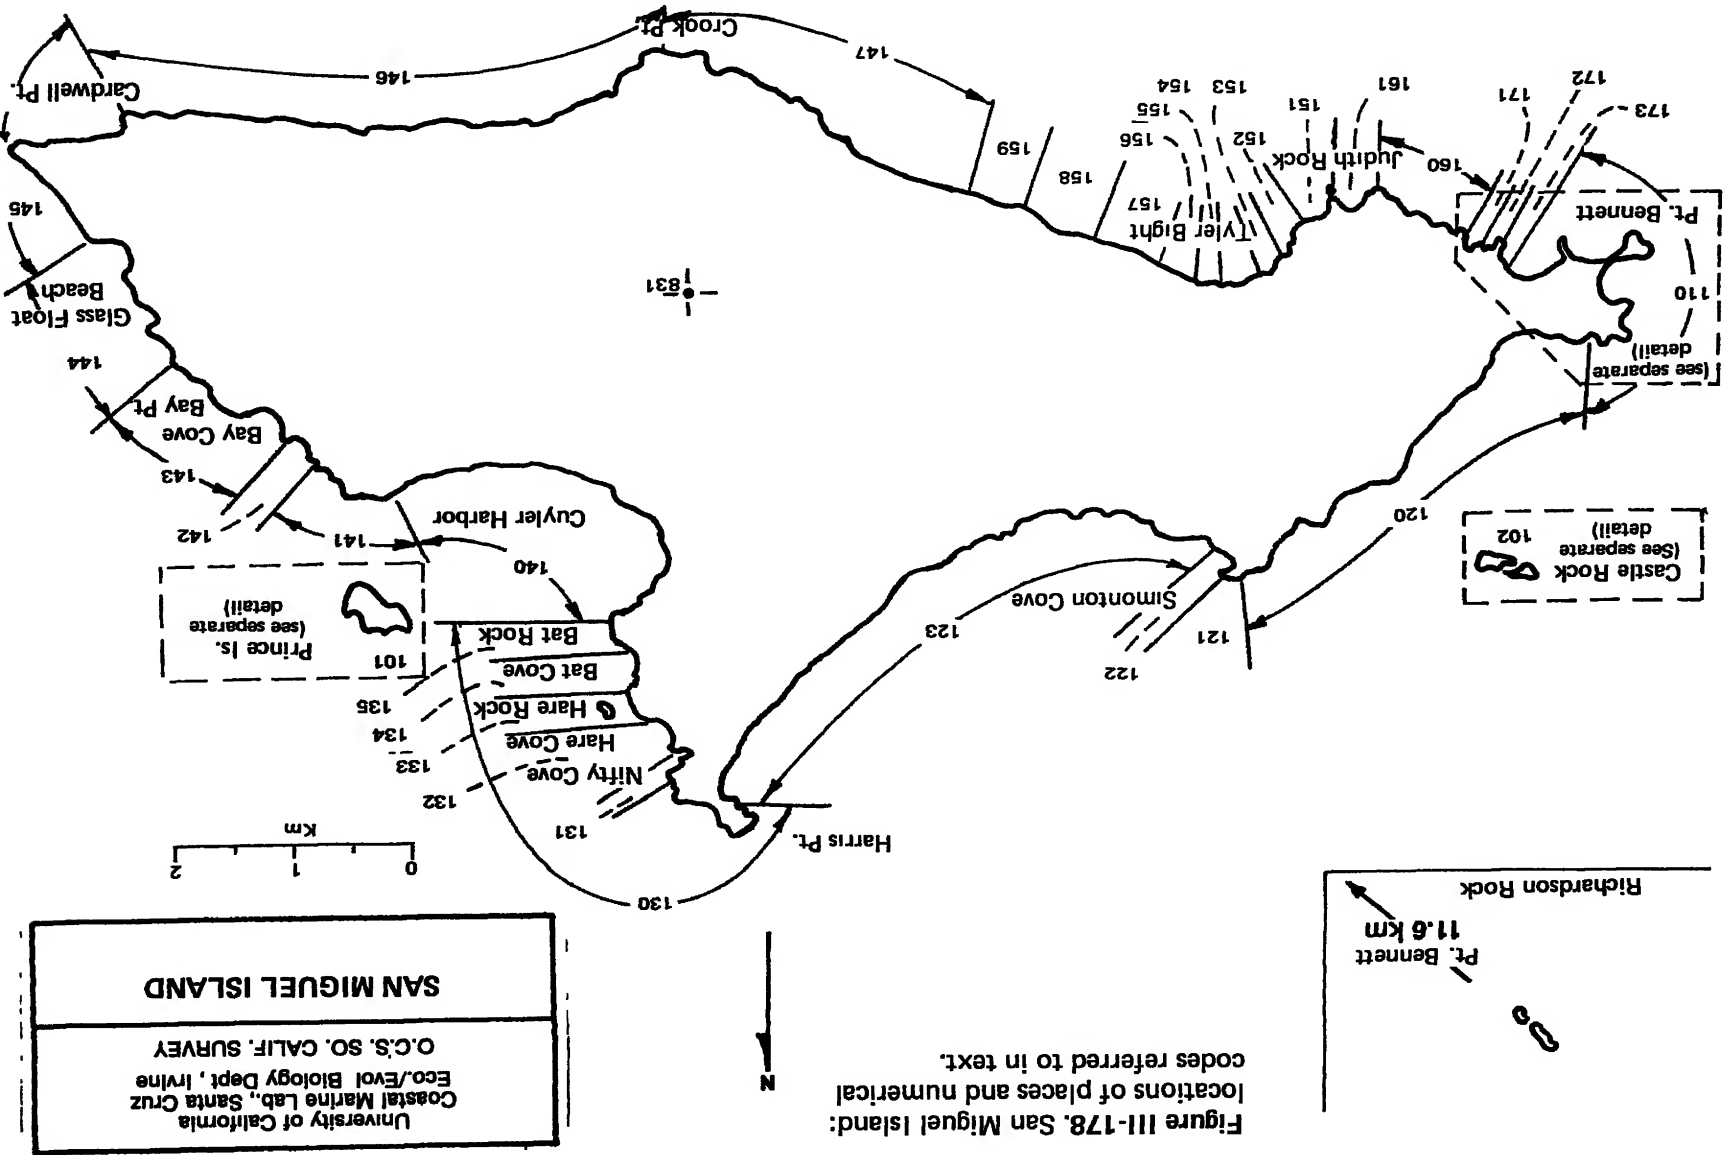 Figure III-178. San Miguel Island:
locations of places and numerical
codes referred to in text.
N
University of California
Coastal Marine Lab., Santa Cruz
Eco./Evol Biology Dept , Irvine
O.C.S. SO. CALIF. SURVEY
SAN MIGUEL ISLAND
Pt. Bennett
11.6 km
Richardson Rock
0
1
2
Km
130
Harris Pt.
131
132
133
134
135
Nifty Cove
Hare Cove
Hare Rock
Bat Cove
Bat Rock
101
Prince Is.
(see separate
detail)
123
121
122
Simonton Cove
Castle Rock
(See separate
detail)
102
120
140
Cuyler Harbor
141
142
143
Bay Cove
Bay Pt
144
(see separate
detail)
110
Pt. Bennett
831
Glass Float
Beach
145
Tyler Bight
157
158
159
160
Judith Rock
156
155
154
153
152
151
161
171
172
173
Cardwell Pt.
146
147
Crook Pt.